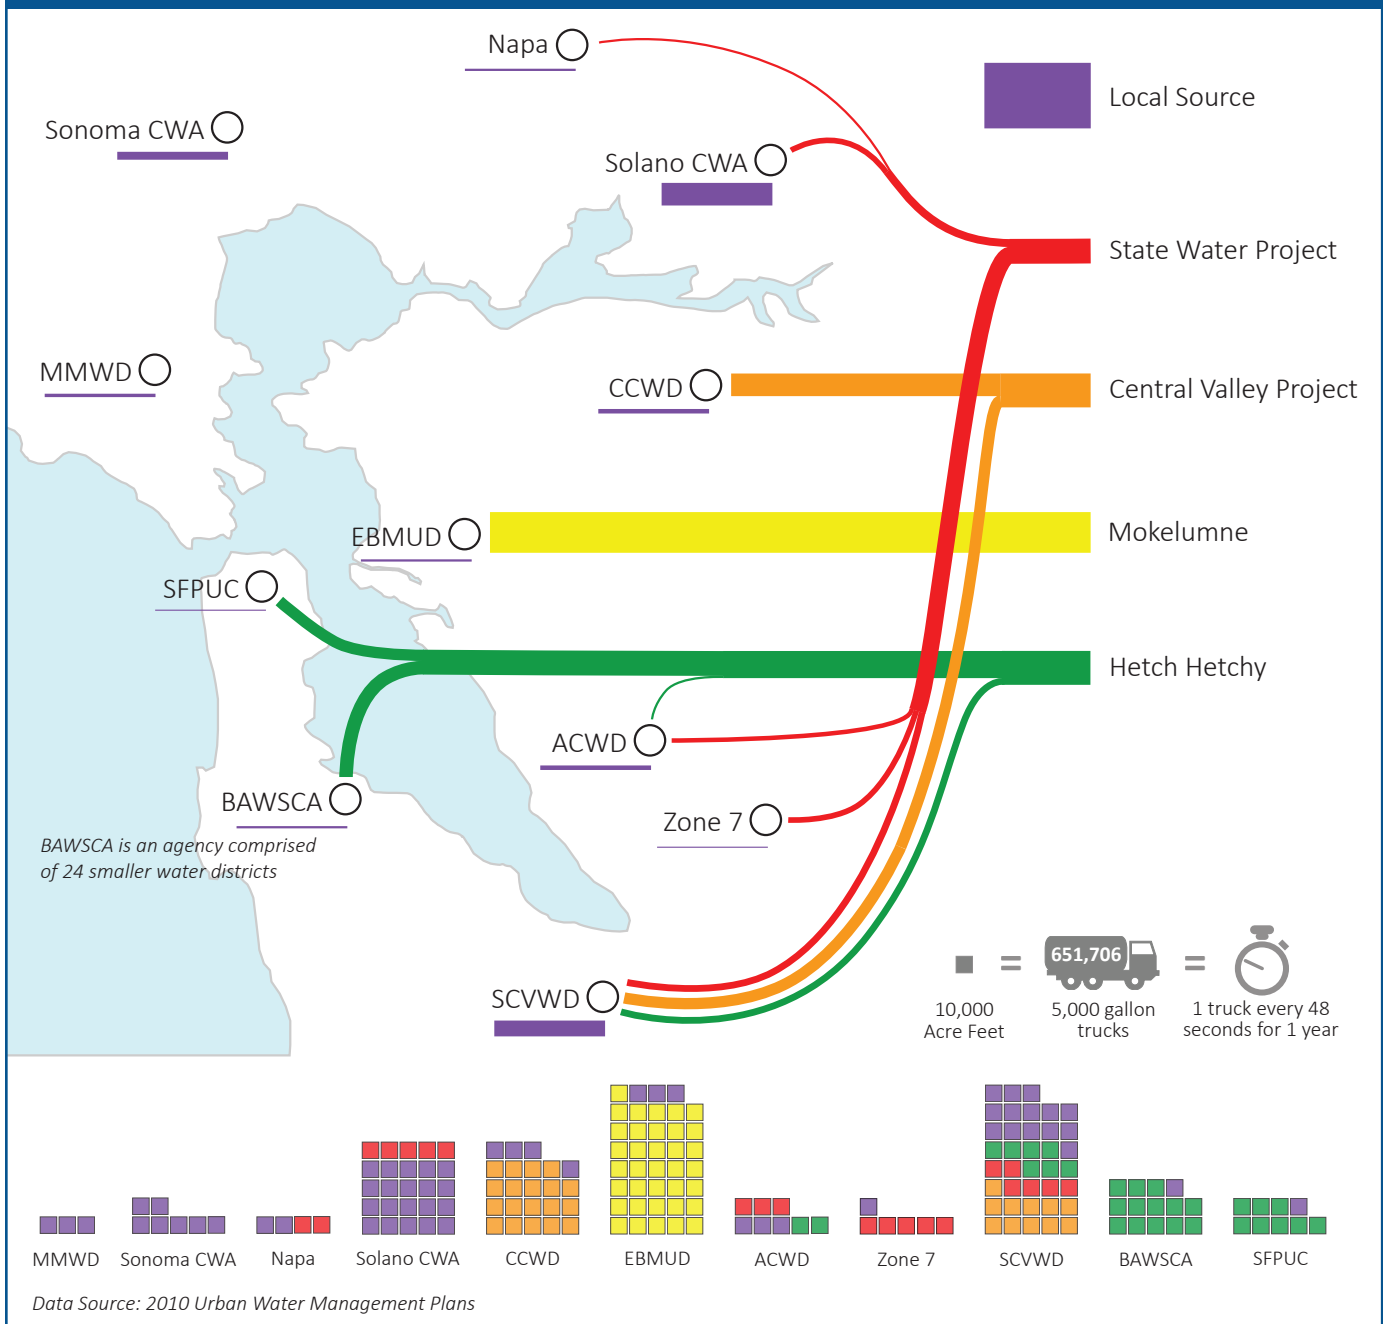 Napa
Local Source
Sonoma CWA
Solano CWA
State Water Project
MMWD
CCWD
Central Valley Project
EBMUD
Mokelumne
SFPUC
Hetch Hetchy
ACWD
BAWSCA
Zone 7
BAWSCA is an agency comprised
of 24 smaller water districts
SCVWD
651,706
=
=
10,000
Acre Feet
5,000 gallon
trucks
1 truck every 48
seconds for 1 year
MMWD
Sonoma CWA
Napa
Solano CWA
CCWD
EBMUD
ACWD
Zone 7
SCVWD
BAWSCA
SFPUC
Data Source: 2010 Urban Water Management Plans